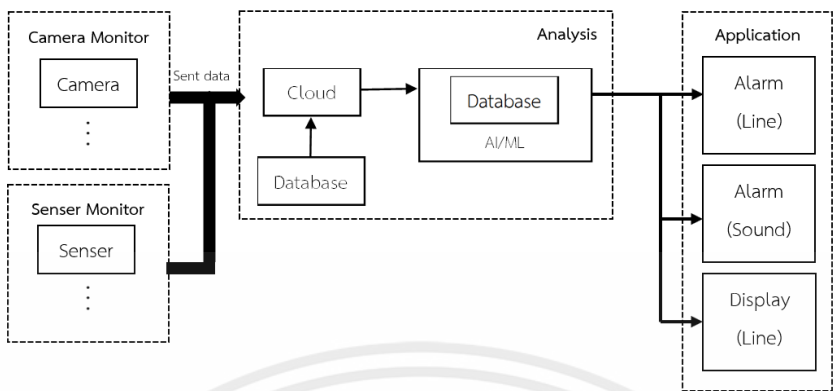 Camera Monitor
Camera
Sent data
Senser Monitor
Senser
Analysis
Cloud
Database
Database
AI/ML
Application
Alarm
(Line)
Alarm
(Sound)
Display
(Line)